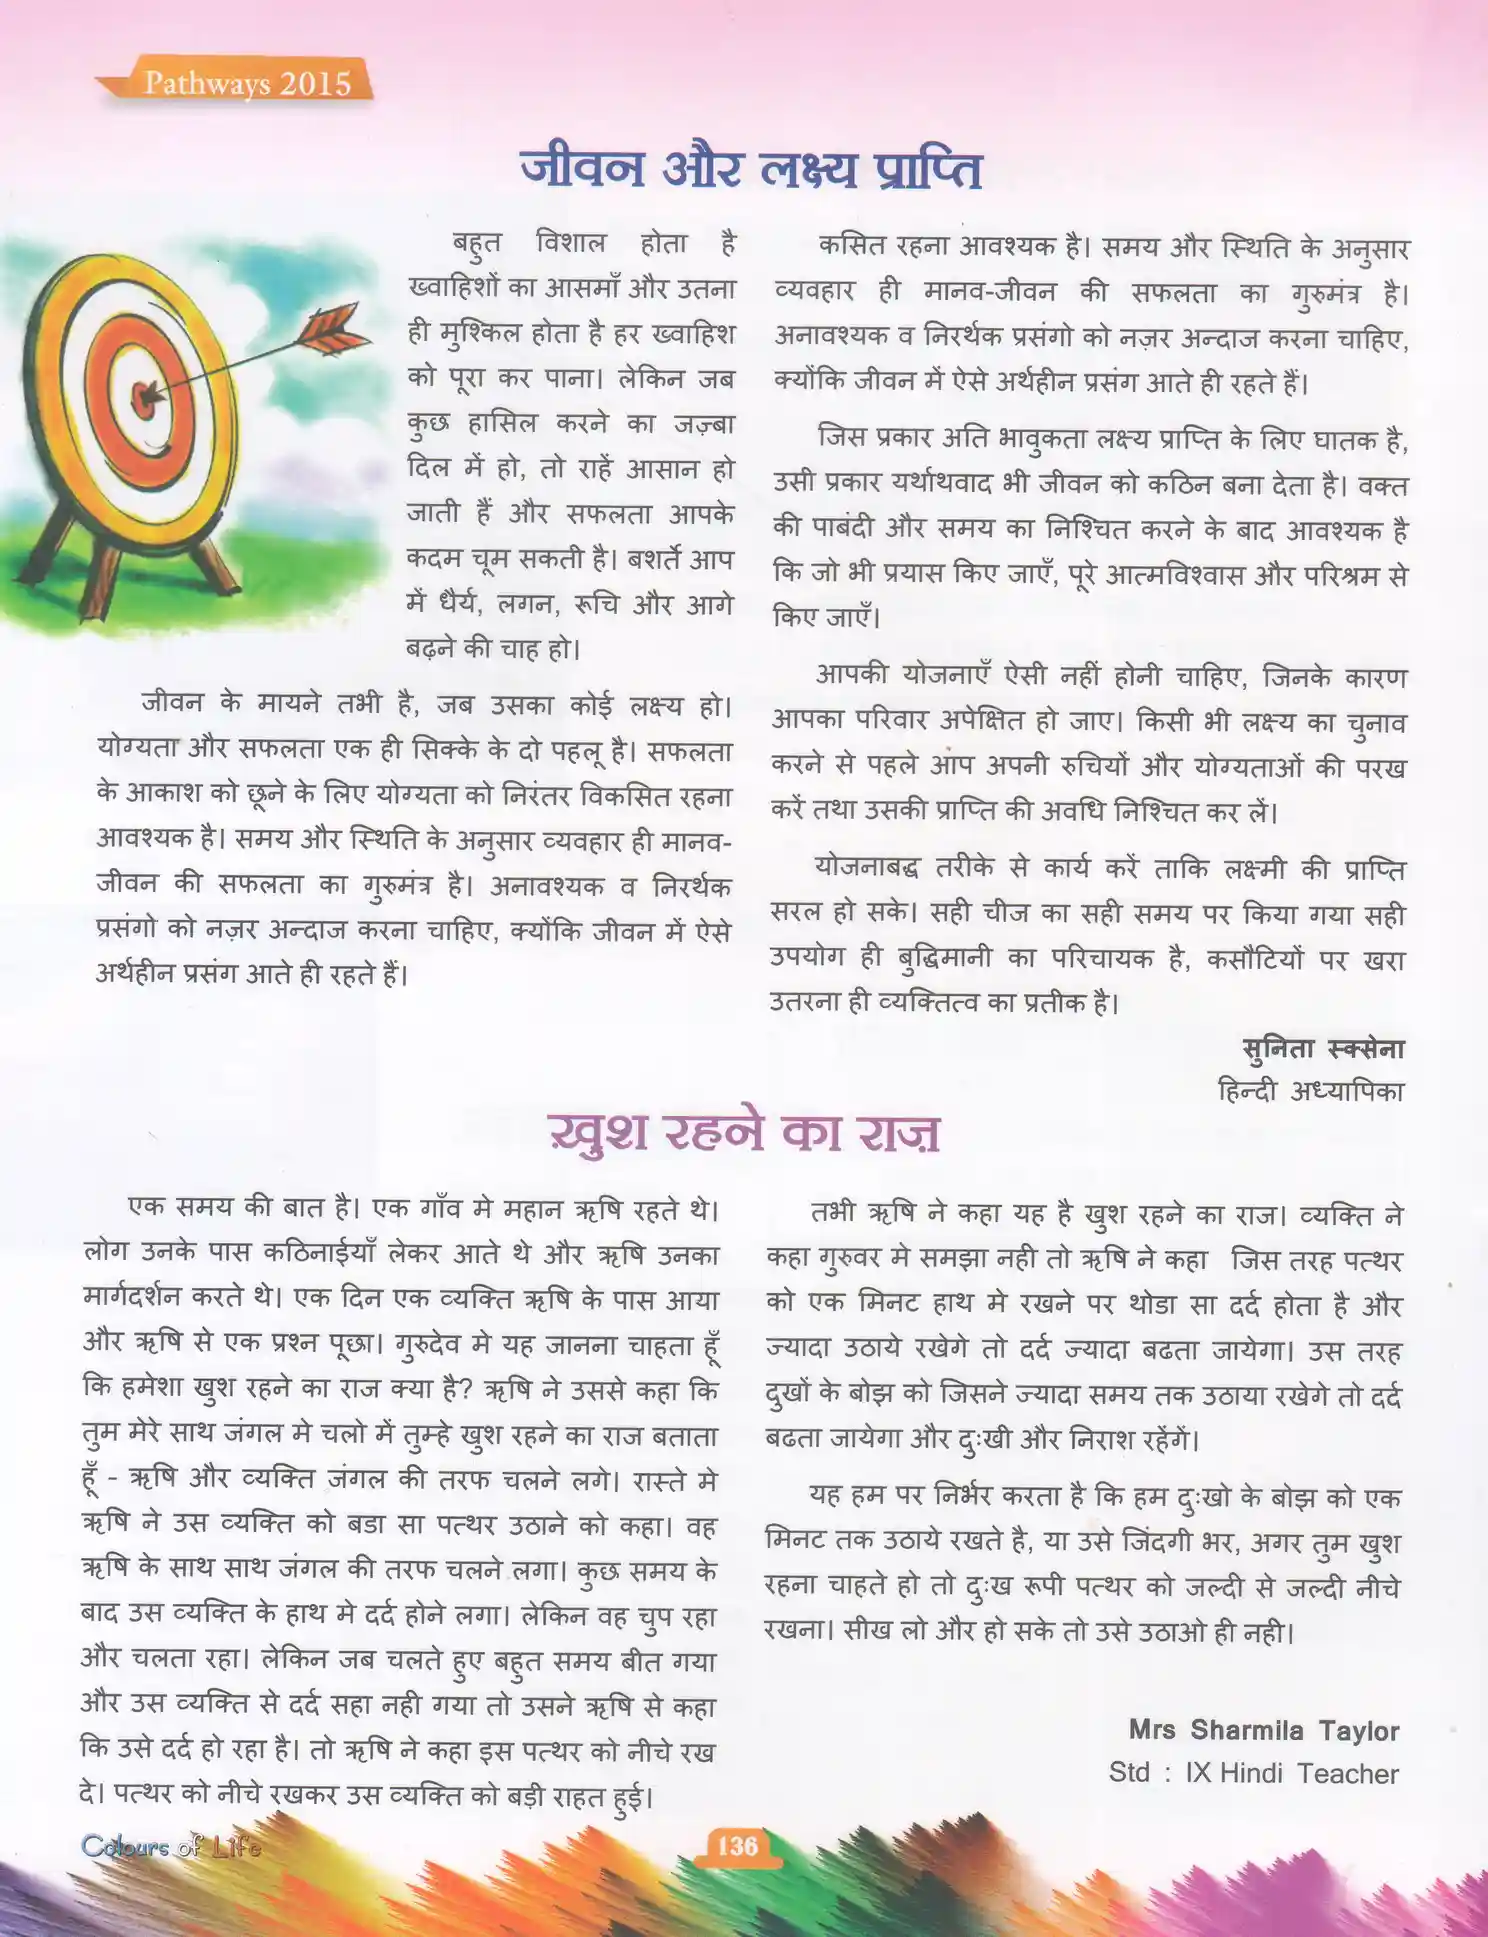 Pathways 2015
जीवन और लक्ष्य प्राप्ति
बहुत विशाल होता है
ख्वाहिशों का आसमाँ और उतना
ही मुश्किल होता है हर ख्वाहिश
को पूरा कर पाना। लेकिन जब
कुछ हासिल करने का जज़्बा
दिल में हो, तो राहें आसान हो
जाती हैं और सफलता आपके
कदम चूम सकती है। बशर्ते आप
में धैर्य, लगन, रूचि और आगे
बढ़ने की चाह हो।
जीवन के मायने तभी है, जब उसका कोई लक्ष्य हो।
योग्यता और सफलता एक ही सिक्के के दो पहलू है। सफलता
के आकाश को छूने के लिए योग्यता को निरंतर विकसित रहना
आवश्यक है। समय और स्थिति के अनुसार व्यवहार ही मानव-
जीवन की सफलता का गुरुमंत्र है। अनावश्यक व निरर्थक
प्रसंगो को नज़र अन्दाज करना चाहिए, क्योंकि जीवन में ऐसे
अर्थहीन प्रसंग आते ही रहते हैं।
कसित रहना आवश्यक है। समय और स्थिति के अनुसार
व्यवहार ही मानव-जीवन की सफलता का गुरुमंत्र है।
अनावश्यक व निरर्थक प्रसंगो को नज़र अन्दाज करना चाहिए,
क्योंकि जीवन में ऐसे अर्थहीन प्रसंग आते ही रहते हैं।
जिस प्रकार अति भावुकता लक्ष्य प्राप्ति के लिए घातक है,
उसी प्रकार यर्थाथवाद भी जीवन को कठिन बना देता है। वक्त
की पाबंदी और समय का निश्चित करने के बाद आवश्यक है
कि जो भी प्रयास किए जाएँ, पूरे आत्मविश्वास और परिश्रम से
किए जाएँ।
आपकी योजनाएँ ऐसी नहीं होनी चाहिए, जिनके कारण
आपका परिवार अपेक्षित हो जाए। किसी भी लक्ष्य का चुनाव
करने से पहले आप अपनी रुचियों और योग्यताओं की परख
करें तथा उसकी प्राप्ति की अवधि निश्चित कर लें।
योजनाबद्ध तरीके से कार्य करें ताकि लक्ष्मी की प्राप्ति
सरल हो सके। सही चीज का सही समय पर किया गया सही
उपयोग ही बुद्धिमानी का परिचायक है, कसौटियों पर खरा
उतरना ही व्यक्तित्व का प्रतीक है।
सुनिता स्क्सेना
हिन्दी अध्यापिका
ख़ुश रहने का राज़
एक समय की बात है। एक गाँव मे महान ऋषि रहते थे।
लोग उनके पास कठिनाईयाँ लेकर आते थे और ऋषि उनका
मार्गदर्शन करते थे। एक दिन एक व्यक्ति ऋषि के पास आया
और ऋषि से एक प्रश्न पूछा। गुरुदेव मे यह जानना चाहता हूँ
कि हमेशा खुश रहने का राज क्या है? ऋषि ने उससे कहा कि
तुम मेरे साथ जंगल मे चलो में तुम्हे खुश रहने का राज बताता
हूँ - ऋषि और व्यक्ति जंगल की तरफ चलने लगे। रास्ते मे
ऋषि ने उस व्यक्ति को बडा सा पत्थर उठाने को कहा। वह
ऋषि के साथ साथ जंगल की तरफ चलने लगा। कुछ समय के
बाद उस व्यक्ति के हाथ मे दर्द होने लगा। लेकिन वह चुप रहा
और चलता रहा। लेकिन जब चलते हुए बहुत समय बीत गया
और उस व्यक्ति से दर्द सहा नही गया तो उसने ऋषि से कहा
कि उसे दर्द हो रहा है। तो ऋषि ने कहा इस पत्थर को नीचे रख
दे। पत्थर को नीचे रखकर उस व्यक्ति को बड़ी राहत हुई।
तभी ऋषि ने कहा यह है खुश रहने का राज। व्यक्ति ने
कहा गुरुवर मे समझा नही तो ऋषि ने कहा जिस तरह पत्थर
को एक मिनट हाथ मे रखने पर थोडा सा दर्द होता है और
ज्यादा उठाये रखेगे तो दर्द ज्यादा बढता जायेगा। उस तरह
दुखों के बोझ को जिसने ज्यादा समय तक उठाया रखेगे तो दर्द
बढता जायेगा और दुःखी और निराश रहेंगें।
यह हम पर निर्भर करता है कि हम दुःखो के बोझ को एक
मिनट तक उठाये रखते है, या उसे जिंदगी भर, अगर तुम खुश
रहना चाहते हो तो दुःख रूपी पत्थर को जल्दी से जल्दी नीचे
रखना। सीख लो और हो सके तो उसे उठाओ ही नही।
Mrs Sharmila Taylor
Std : IX Hindi Teacher
Colours of Life
136